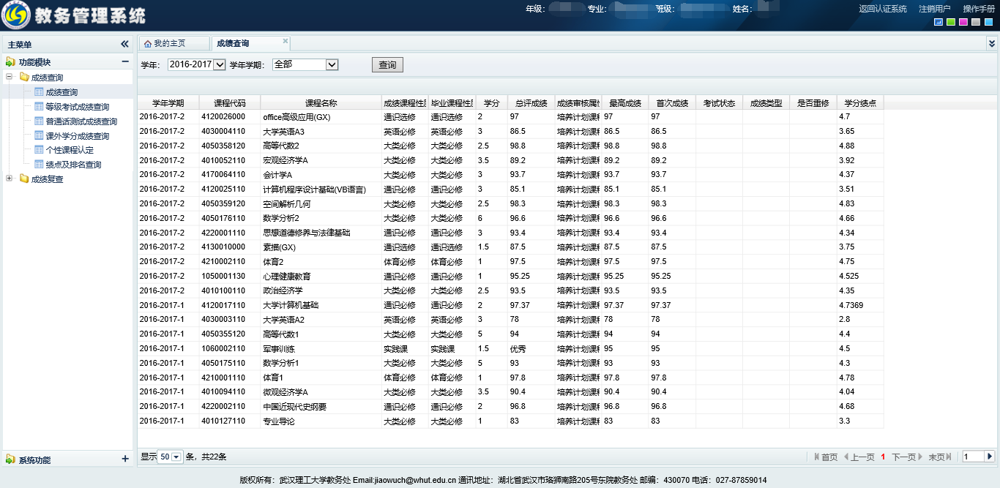 教务管理系统 年级： 专业： 班级： 姓名： 返回认证系统 注销用户 操作手册
主菜单
功能模块
成绩查询
成绩查询
等级考试成绩查询
普通话测试成绩查询
课外学分成绩查询
个性课程认定
绩点及排名查询
成绩复查
系统功能
我的主页 成绩查询
学年： 2016-2017 学年学期： 全部 查询
学年学期 课程代码 课程名称 成绩课程性 毕业课程性 学分 总评成绩 成绩审核属 最高成绩 首次成绩 考试状态 成绩类型 是否重修 学分绩点
2016-2017-2 4120026000 office高级应用(GX) 通识选修 通识选修 2 97 培养计划课 97 97 4.7
2016-2017-2 4030004110 大学英语A3 英语必修 英语必修 3 86.5 培养计划课 86.5 86.5 3.65
2016-2017-2 4050358120 高等代数2 大类必修 大类必修 2.5 98.8 培养计划课 98.8 98.8 4.88
2016-2017-2 4010052110 宏观经济学A 大类必修 大类必修 3.5 89.2 培养计划课 89.2 89.2 3.92
2016-2017-2 4170064110 会计学A 大类必修 大类必修 3 93.7 培养计划课 93.7 93.7 4.37
2016-2017-2 4120025110 计算机程序设计基础(VB语言) 通识必修 通识必修 3 85.1 培养计划课 85.1 85.1 3.51
2016-2017-2 4050359120 空间解析几何 大类必修 大类必修 2.5 98.3 培养计划课 98.3 98.3 4.83
2016-2017-2 4050176110 数学分析2 大类必修 大类必修 6 96.6 培养计划课 96.6 96.6 4.66
2016-2017-2 4220001110 思想道德修养与法律基础 通识必修 通识必修 3 93.4 培养计划课 93.4 93.4 4.34
2016-2017-2 4130010000 素描(GX) 通识选修 通识选修 1.5 87.5 培养计划课 87.5 87.5 3.75
2016-2017-2 4210002110 体育2 体育必修 体育必修 1 97.5 培养计划课 97.5 97.5 4.75
2016-2017-2 1050001130 心理健康教育 通识必修 通识必修 1 95.25 培养计划课 95.25 95.25 4.525
2016-2017-2 4010100110 政治经济学 大类必修 大类必修 2.5 93.5 培养计划课 93.5 93.5 4.35
2016-2017-1 4120017110 大学计算机基础 通识必修 通识必修 2 97.37 培养计划课 97.37 97.37 4.7369
2016-2017-1 4030003110 大学英语A2 英语必修 英语必修 3 78 培养计划课 78 78 2.8
2016-2017-1 4050355120 高等代数1 大类必修 大类必修 5 94 培养计划课 94 94 4.4
2016-2017-1 1060002110 军事训练 实践课 实践课 1.5 优秀 培养计划课 95 95 4.5
2016-2017-1 4050175110 数学分析1 大类必修 大类必修 5 93 培养计划课 93 93 4.3
2016-2017-1 4210001110 体育1 体育必修 体育必修 1 97.8 培养计划课 97.8 97.8 4.78
2016-2017-1 4010094110 微观经济学A 大类必修 大类必修 3.5 90.4 培养计划课 90.4 90.4 4.04
2016-2017-1 4220002110 中国近现代史纲要 通识必修 通识必修 2 96.8 培养计划课 96.8 96.8 4.68
2016-2017-1 4010127110 专业导论 大类必修 大类必修 1 83 培养计划课 83 83 3.3
显示 50 条，共22条 首页 上一页 1 下一页 末页 1
版权所有：武汉理工大学教务处 Email:jiaowuch@whut.edu.cn 通讯地址：湖北省武汉市珞狮南路205号东院教务处 邮编：430070 电话：027-87859014